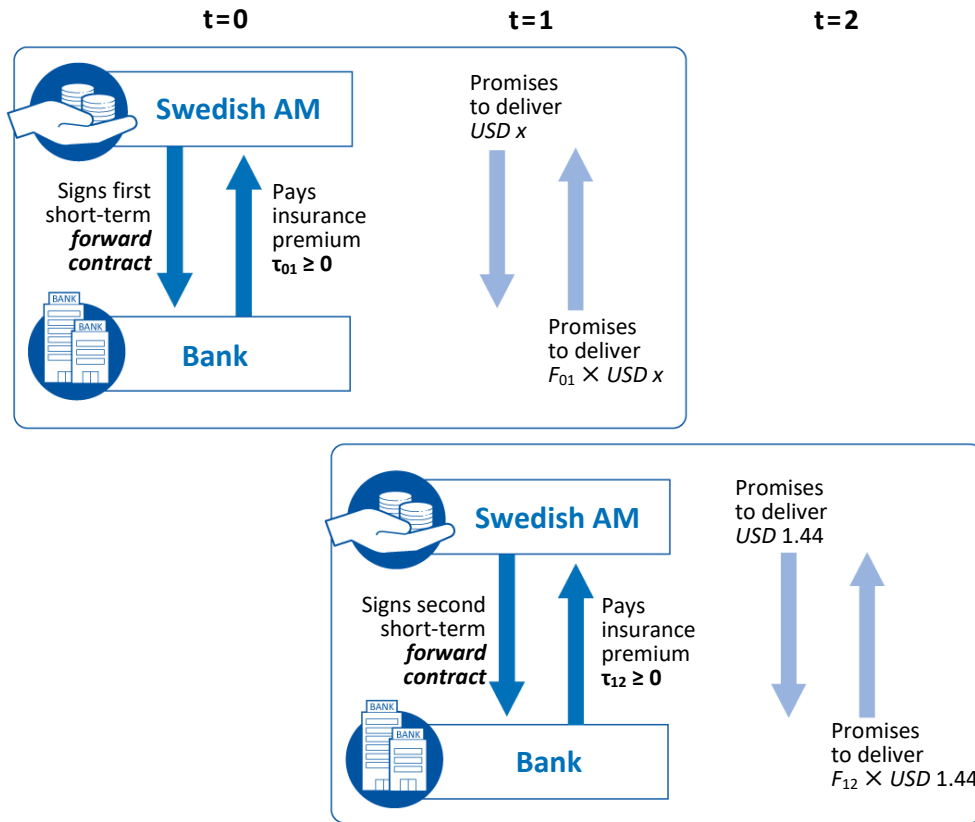 t=0
t=1
t=2
Swedish AM
Signs first
short-term
forward
contract
Pays
insurance
premium
τ01 ≥ 0
Promises
to deliver
USD x
BANK
BANK
Bank
Promises
to deliver
F01 × USD x
Swedish AM
Signs second
short-term
forward
contract
Pays
insurance
premium
τ12 ≥ 0
Promises
to deliver
USD 1.44
BANK
BANK
Bank
Promises
to deliver
F12 × USD 1.44